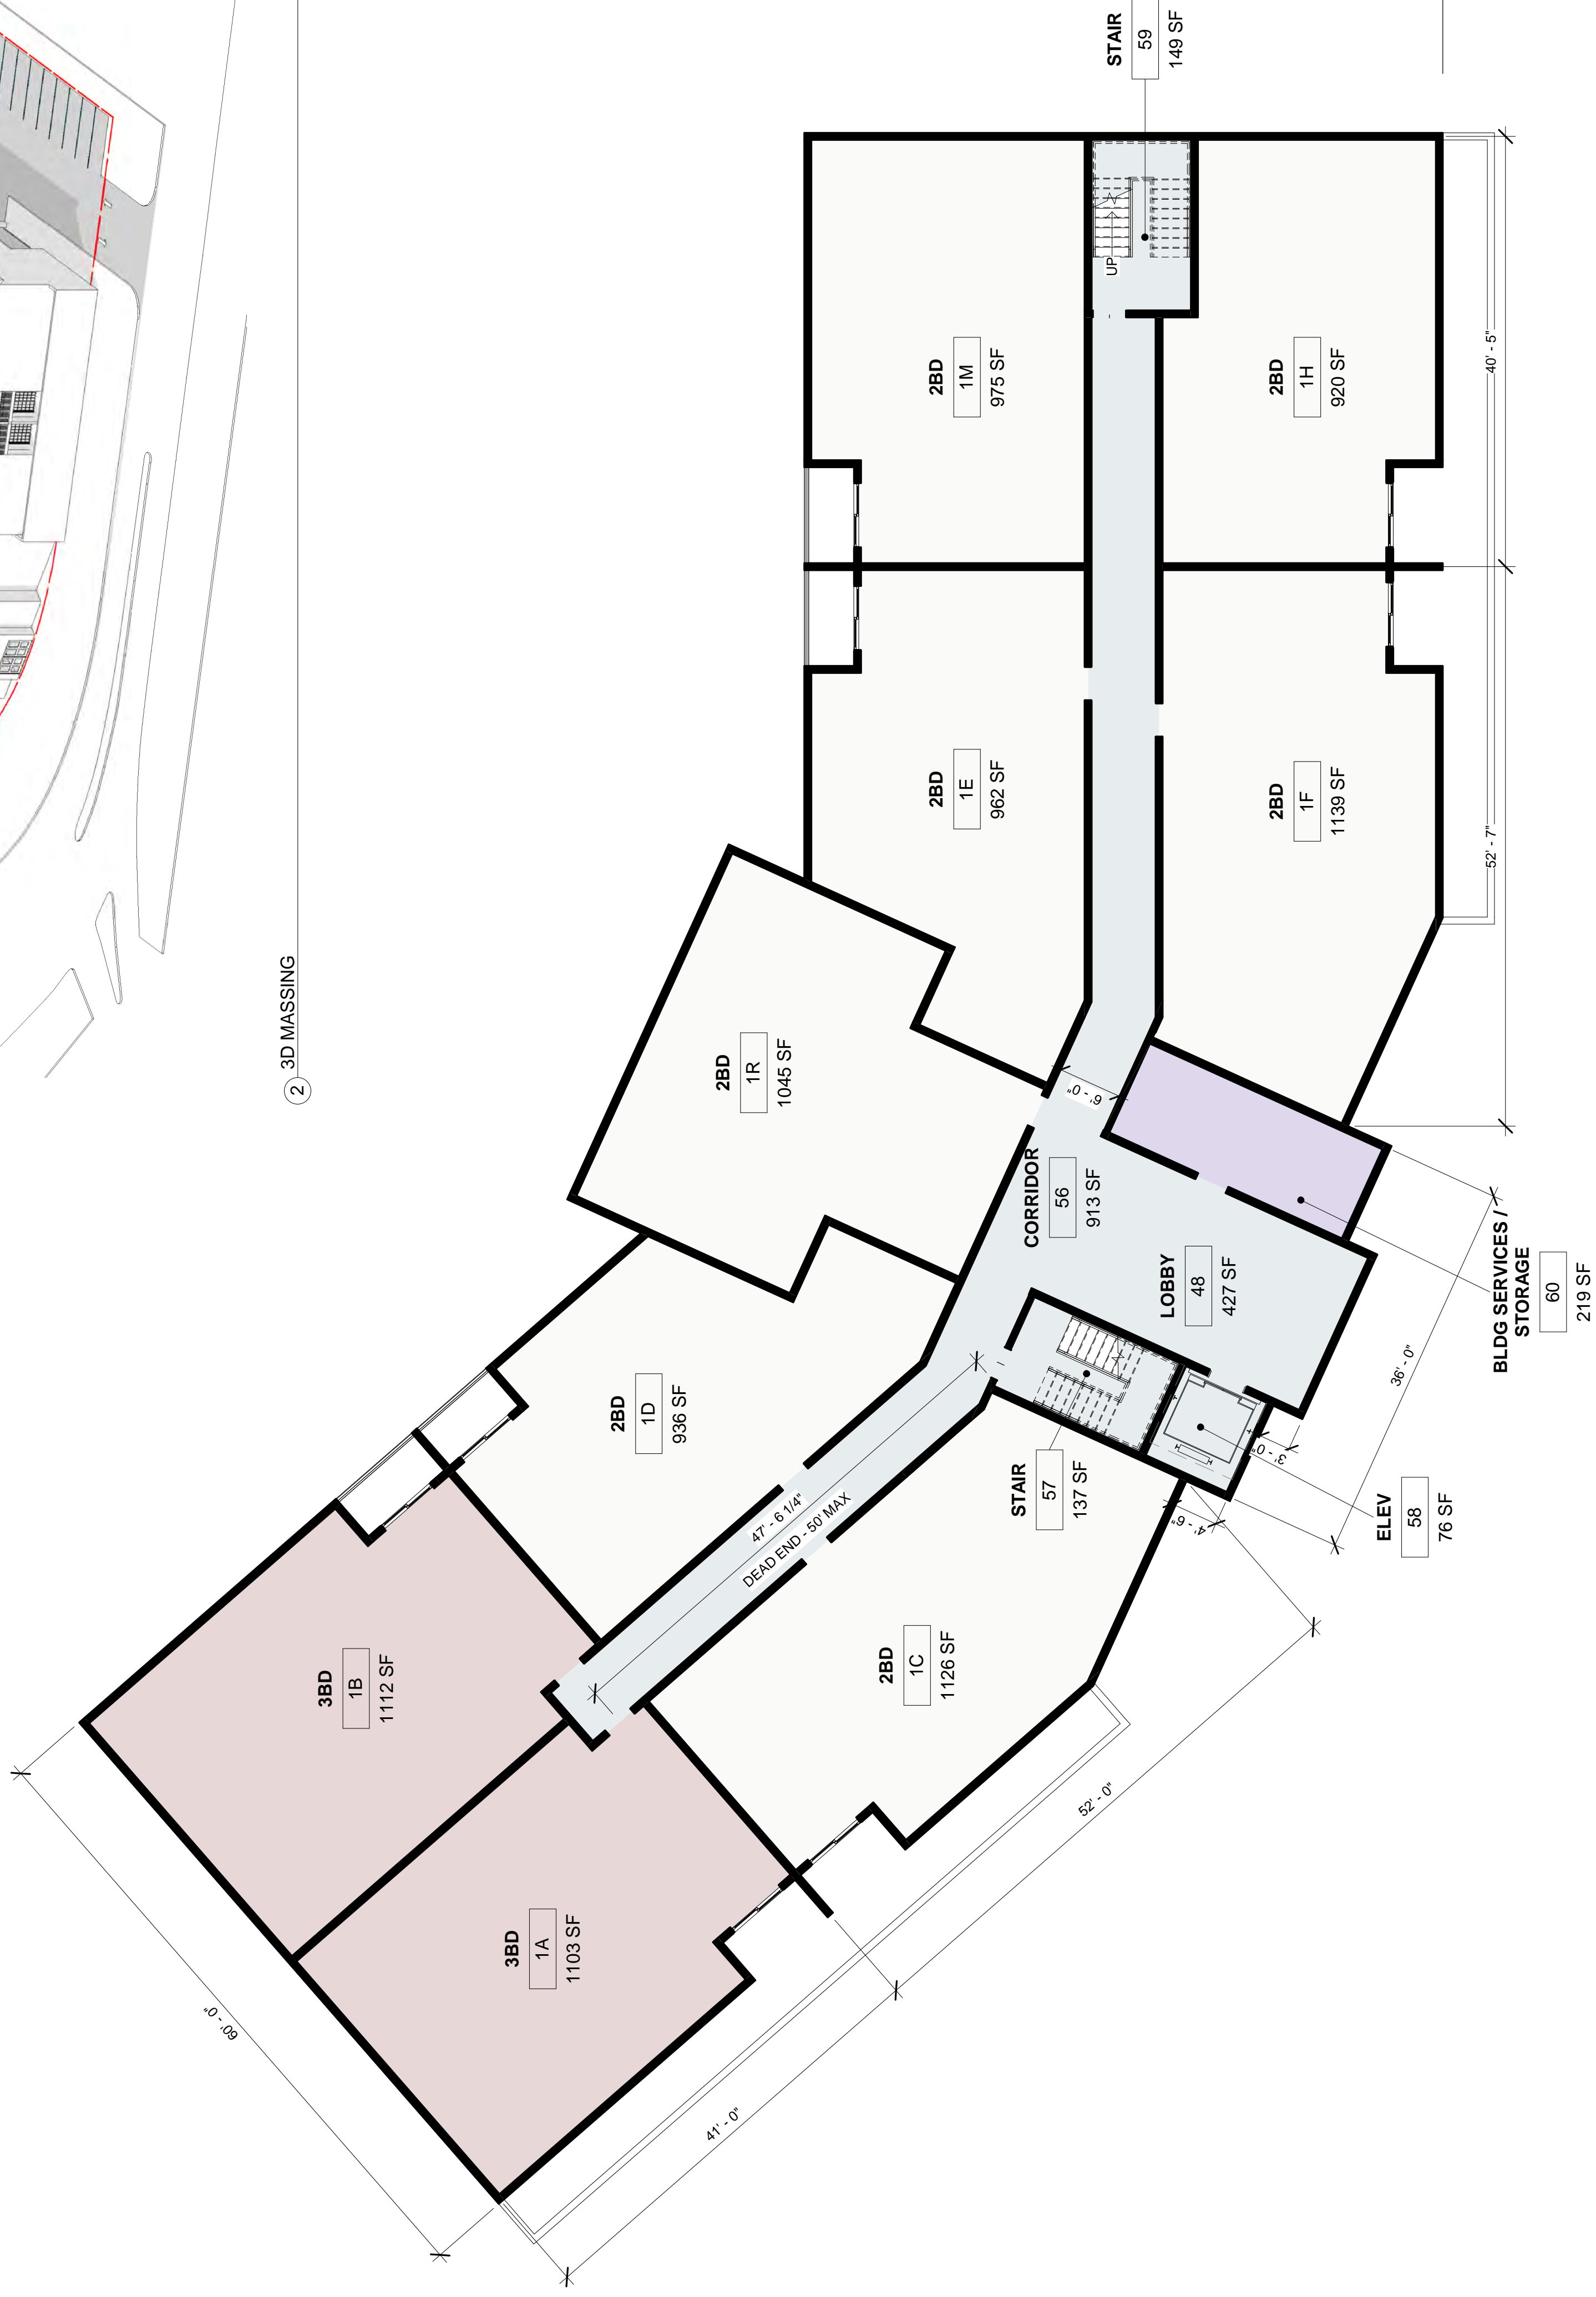 STAIR
59
149 SF
2
3D MASSING
UP
2BD
1M
975 SF
2BD
1H
920 SF
40' - 5"
2BD
1E
962 SF
2BD
1F
1139 SF
52' - 7"
2BD
1R
1045 SF
6' - 0"
CORRIDOR
56
913 SF
LOBBY
48
427 SF
BLDG SERVICES /
STORAGE
60
219 SF
36' - 0"
2BD
1D
936 SF
47' - 6 1/4"
DEAD END - 50' MAX
STAIR
57
137 SF
3' - 0"
4' - 6"
ELEV
58
76 SF
3BD
1B
1112 SF
2BD
1C
1126 SF
52' - 0"
3BD
1A
1103 SF
60' - 0"
41' - 0"